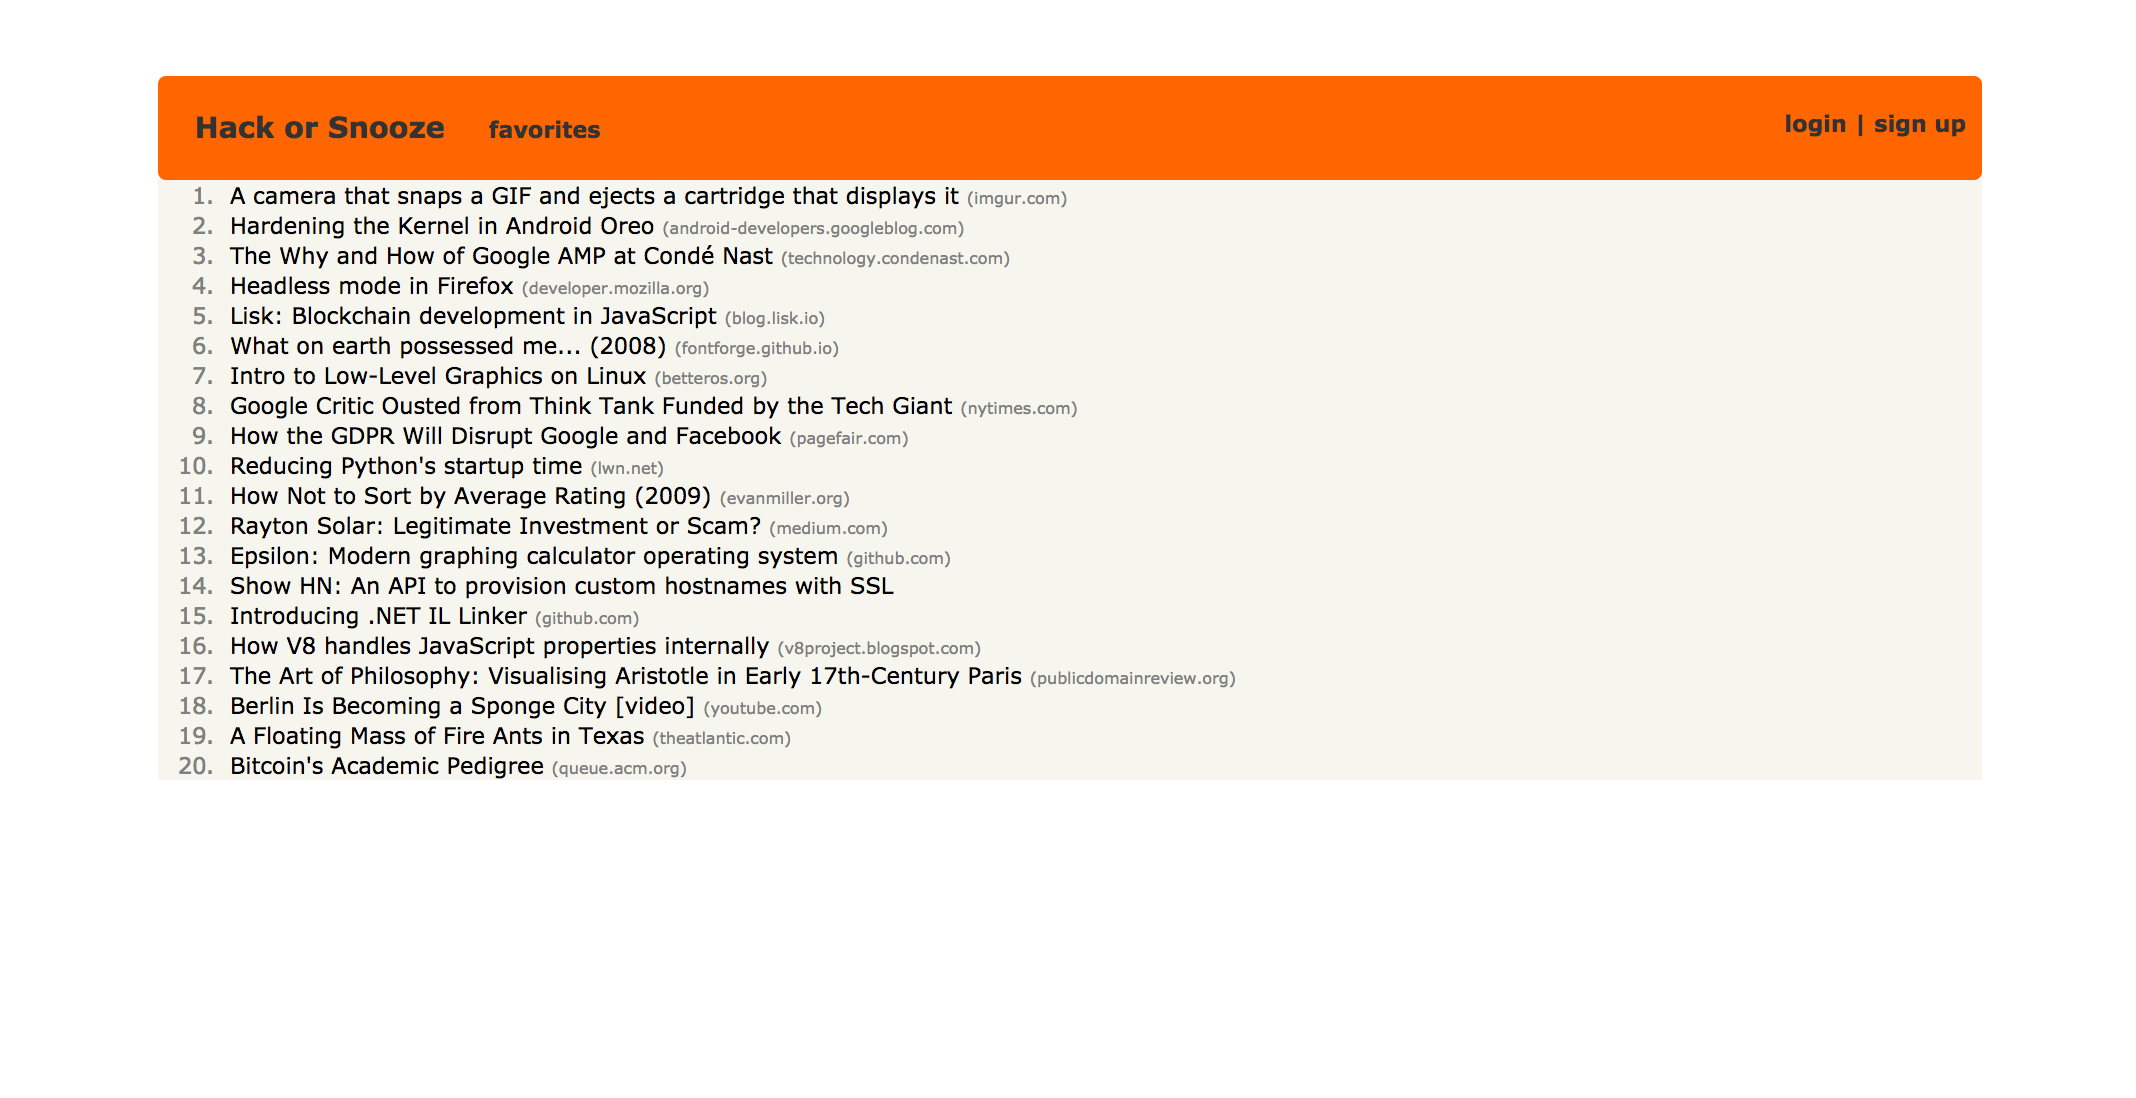 Hack or Snooze favorites login | sign up
1. A camera that snaps a GIF and ejects a cartridge that displays it (imgur.com)
2. Hardening the Kernel in Android Oreo (android-developers.googleblog.com)
3. The Why and How of Google AMP at Condé Nast (technology.condenast.com)
4. Headless mode in Firefox (developer.mozilla.org)
5. Lisk: Blockchain development in JavaScript (blog.lisk.io)
6. What on earth possessed me... (2008) (fontforge.github.io)
7. Intro to Low-Level Graphics on Linux (betteros.org)
8. Google Critic Ousted from Think Tank Funded by the Tech Giant (nytimes.com)
9. How the GDPR Will Disrupt Google and Facebook (pagefair.com)
10. Reducing Python's startup time (lwn.net)
11. How Not to Sort by Average Rating (2009) (evanmiller.org)
12. Rayton Solar: Legitimate Investment or Scam? (medium.com)
13. Epsilon: Modern graphing calculator operating system (github.com)
14. Show HN: An API to provision custom hostnames with SSL
15. Introducing .NET IL Linker (github.com)
16. How V8 handles JavaScript properties internally (v8project.blogspot.com)
17. The Art of Philosophy: Visualising Aristotle in Early 17th-Century Paris (publicdomainreview.org)
18. Berlin Is Becoming a Sponge City [video] (youtube.com)
19. A Floating Mass of Fire Ants in Texas (theatlantic.com)
20. Bitcoin's Academic Pedigree (queue.acm.org)